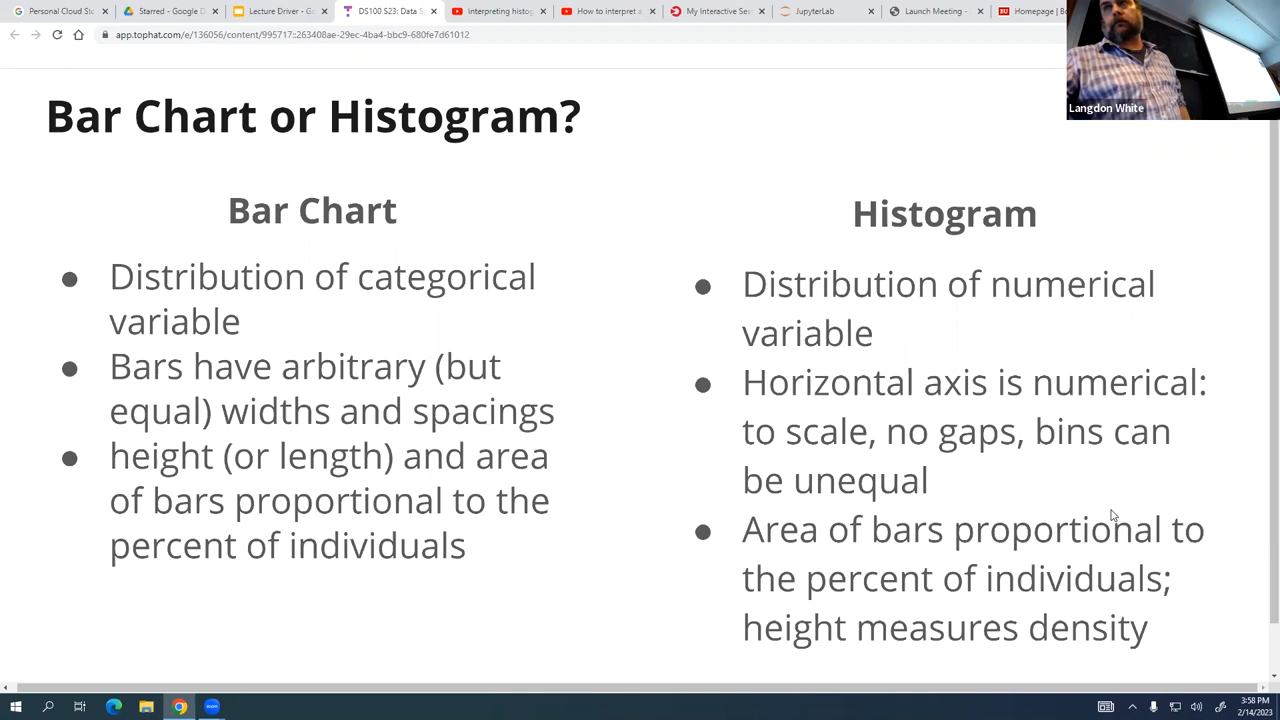 Personal Cloud Sto
Starred - Google D
Lecture Driver - Go
DS100 S23: Data S
Interpreting histog
How to interpret a
My Interactive Ses
JupyterLab
Launch Meeting -
Homepage | Bo
app.tophat.com/e/136056/content/995717::263408ae-29ec-4ba4-bbc9-680fe7d61012
Langdon White
Bar Chart or Histogram?
Bar Chart
● Distribution of categorical
variable
● Bars have arbitrary (but
equal) widths and spacings
● height (or length) and area
of bars proportional to the
percent of individuals
Histogram
● Distribution of numerical
variable
● Horizontal axis is numerical:
to scale, no gaps, bins can
be unequal
● Area of bars proportional to
the percent of individuals;
height measures density
zoom
3:58 PM
2/14/2023